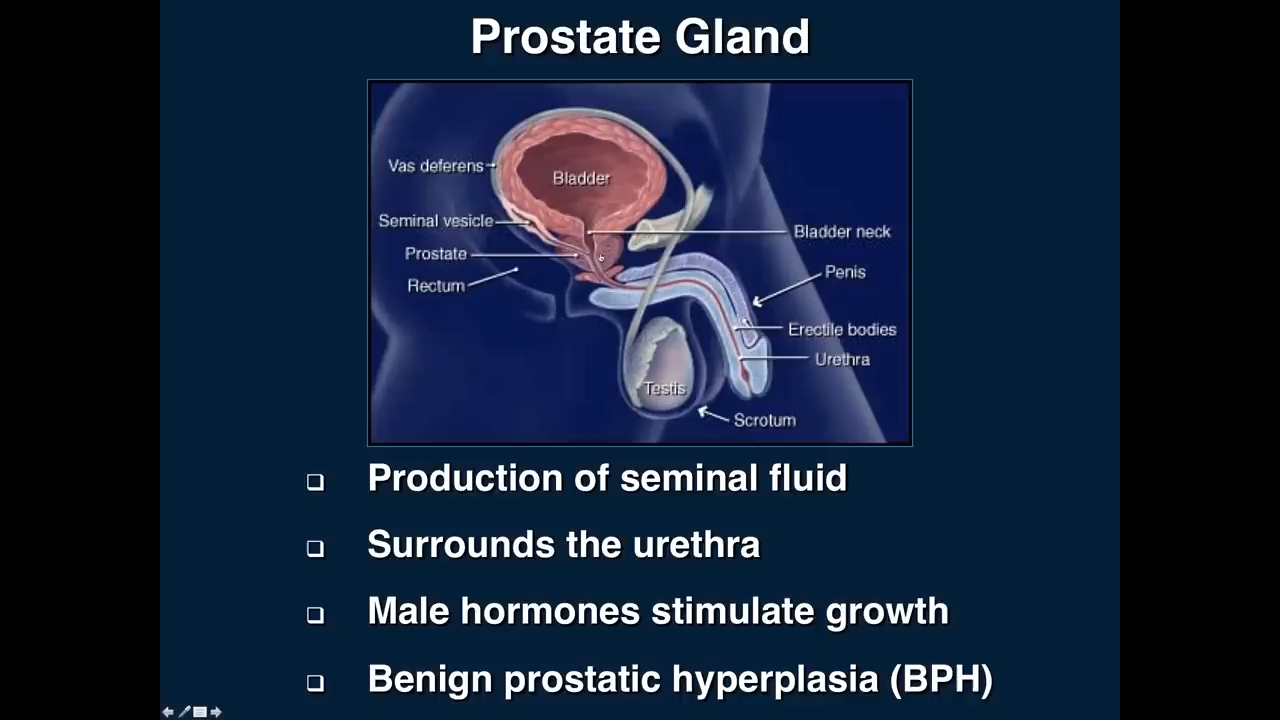 Prostate Gland
Vas deferens
Bladder
Seminal vesicle
Bladder neck
Prostate
Penis
Rectum
Erectile bodies
Urethra
Testis
Scrotum
Production of seminal fluid
Surrounds the urethra
Male hormones stimulate growth
Benign prostatic hyperplasia (BPH)